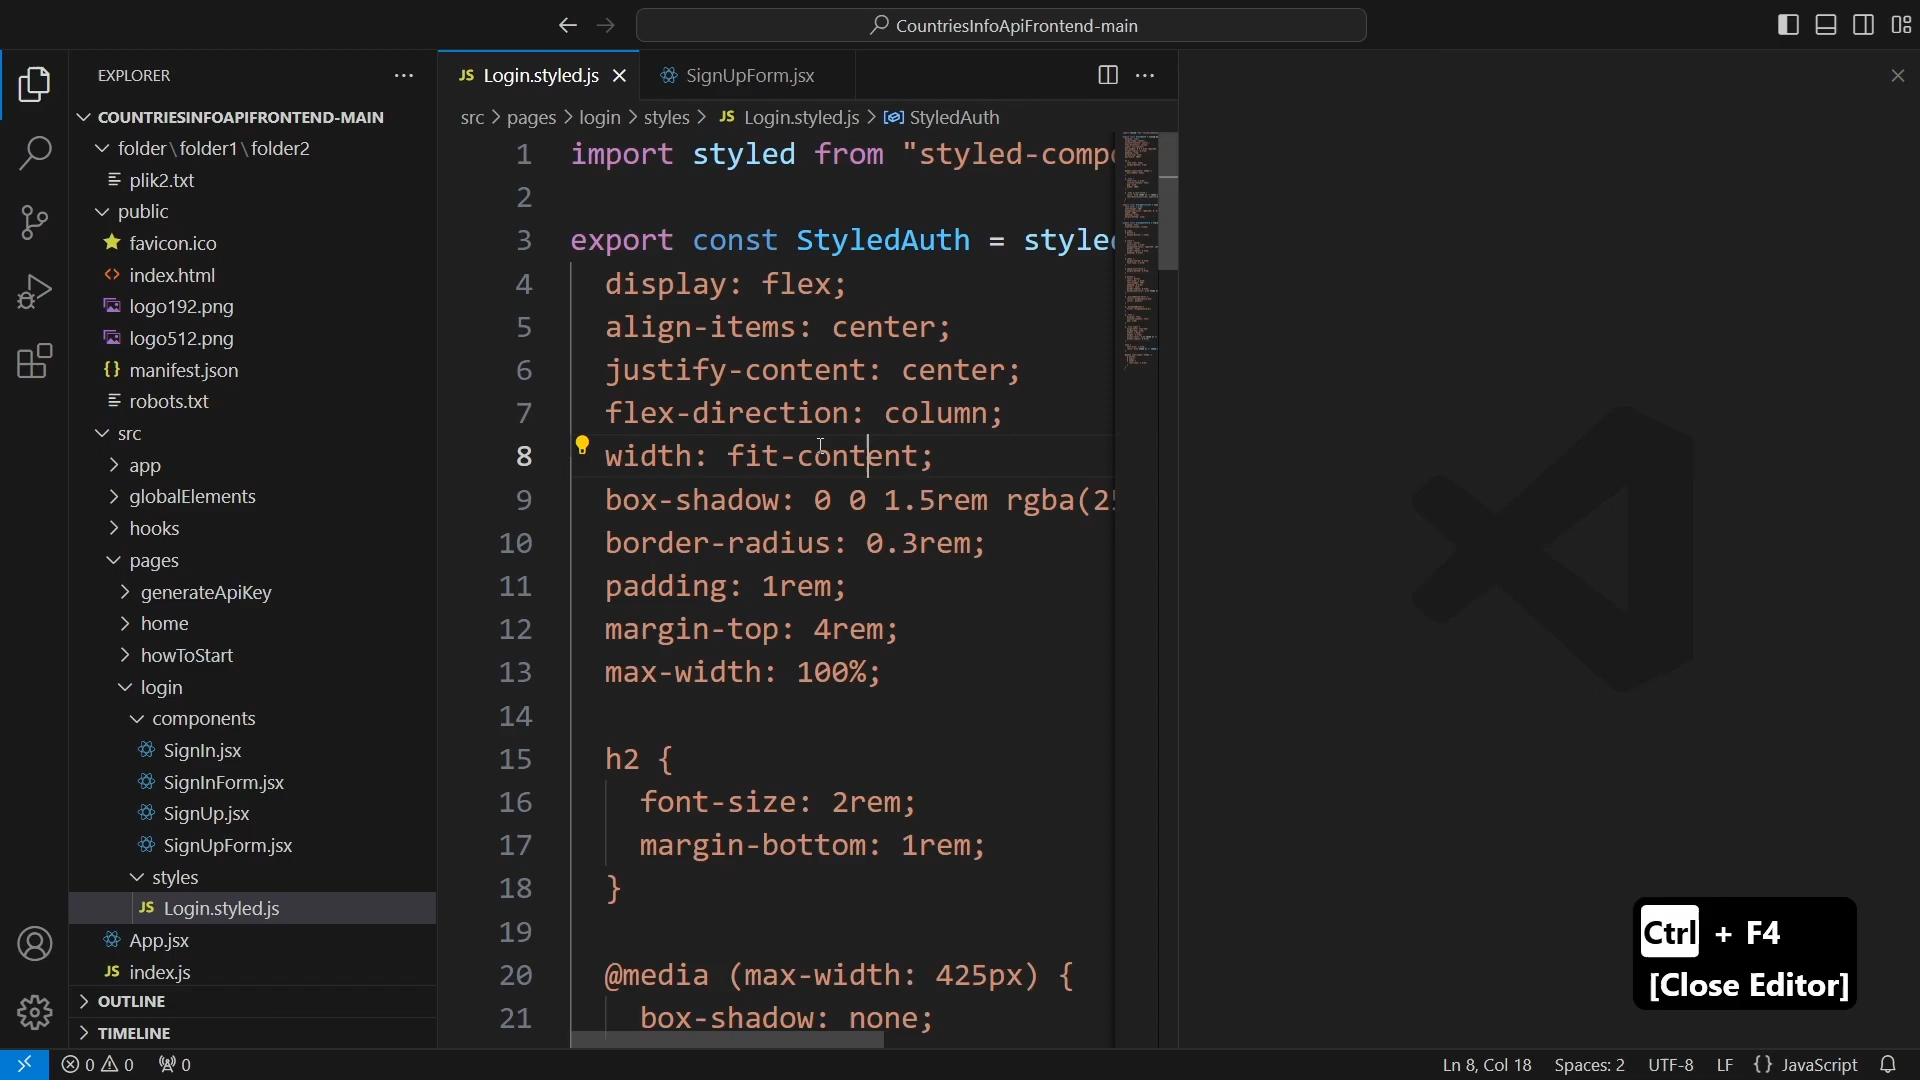 CountriesInfoApiFrontend-main
EXPLORER
COUNTRIESINFOAPIFRONTEND-MAIN
folder\folder1\folder2
plik2.txt
public
favicon.ico
index.html
logo192.png
logo512.png
manifest.json
robots.txt
src
app
globalElements
hooks
pages
generateApiKey
home
howToStart
login
components
SignIn.jsx
SignInForm.jsx
SignUp.jsx
SignUpForm.jsx
styles
JS Login.styled.js
App.jsx
JS index.js
OUTLINE
TIMELINE
JS Login.styled.js
SignUpForm.jsx
src > pages > login > styles > JS Login.styled.js > StyledAuth
1 import styled from "styled-compo
2
3 export const StyledAuth = styled
4 display: flex;
5 align-items: center;
6 justify-content: center;
7 flex-direction: column;
8 width: fit-content;
9 box-shadow: 0 0 1.5rem rgba(25
10 border-radius: 0.3rem;
11 padding: 1rem;
12 margin-top: 4rem;
13 max-width: 100%;
14
15 h2 {
16 font-size: 2rem;
17 margin-bottom: 1rem;
18 }
19
20 @media (max-width: 425px) {
21 box-shadow: none;
Ctrl + F4
[Close Editor]
0 0 0
Ln 8, Col 18 Spaces: 2 UTF-8 LF {} JavaScript